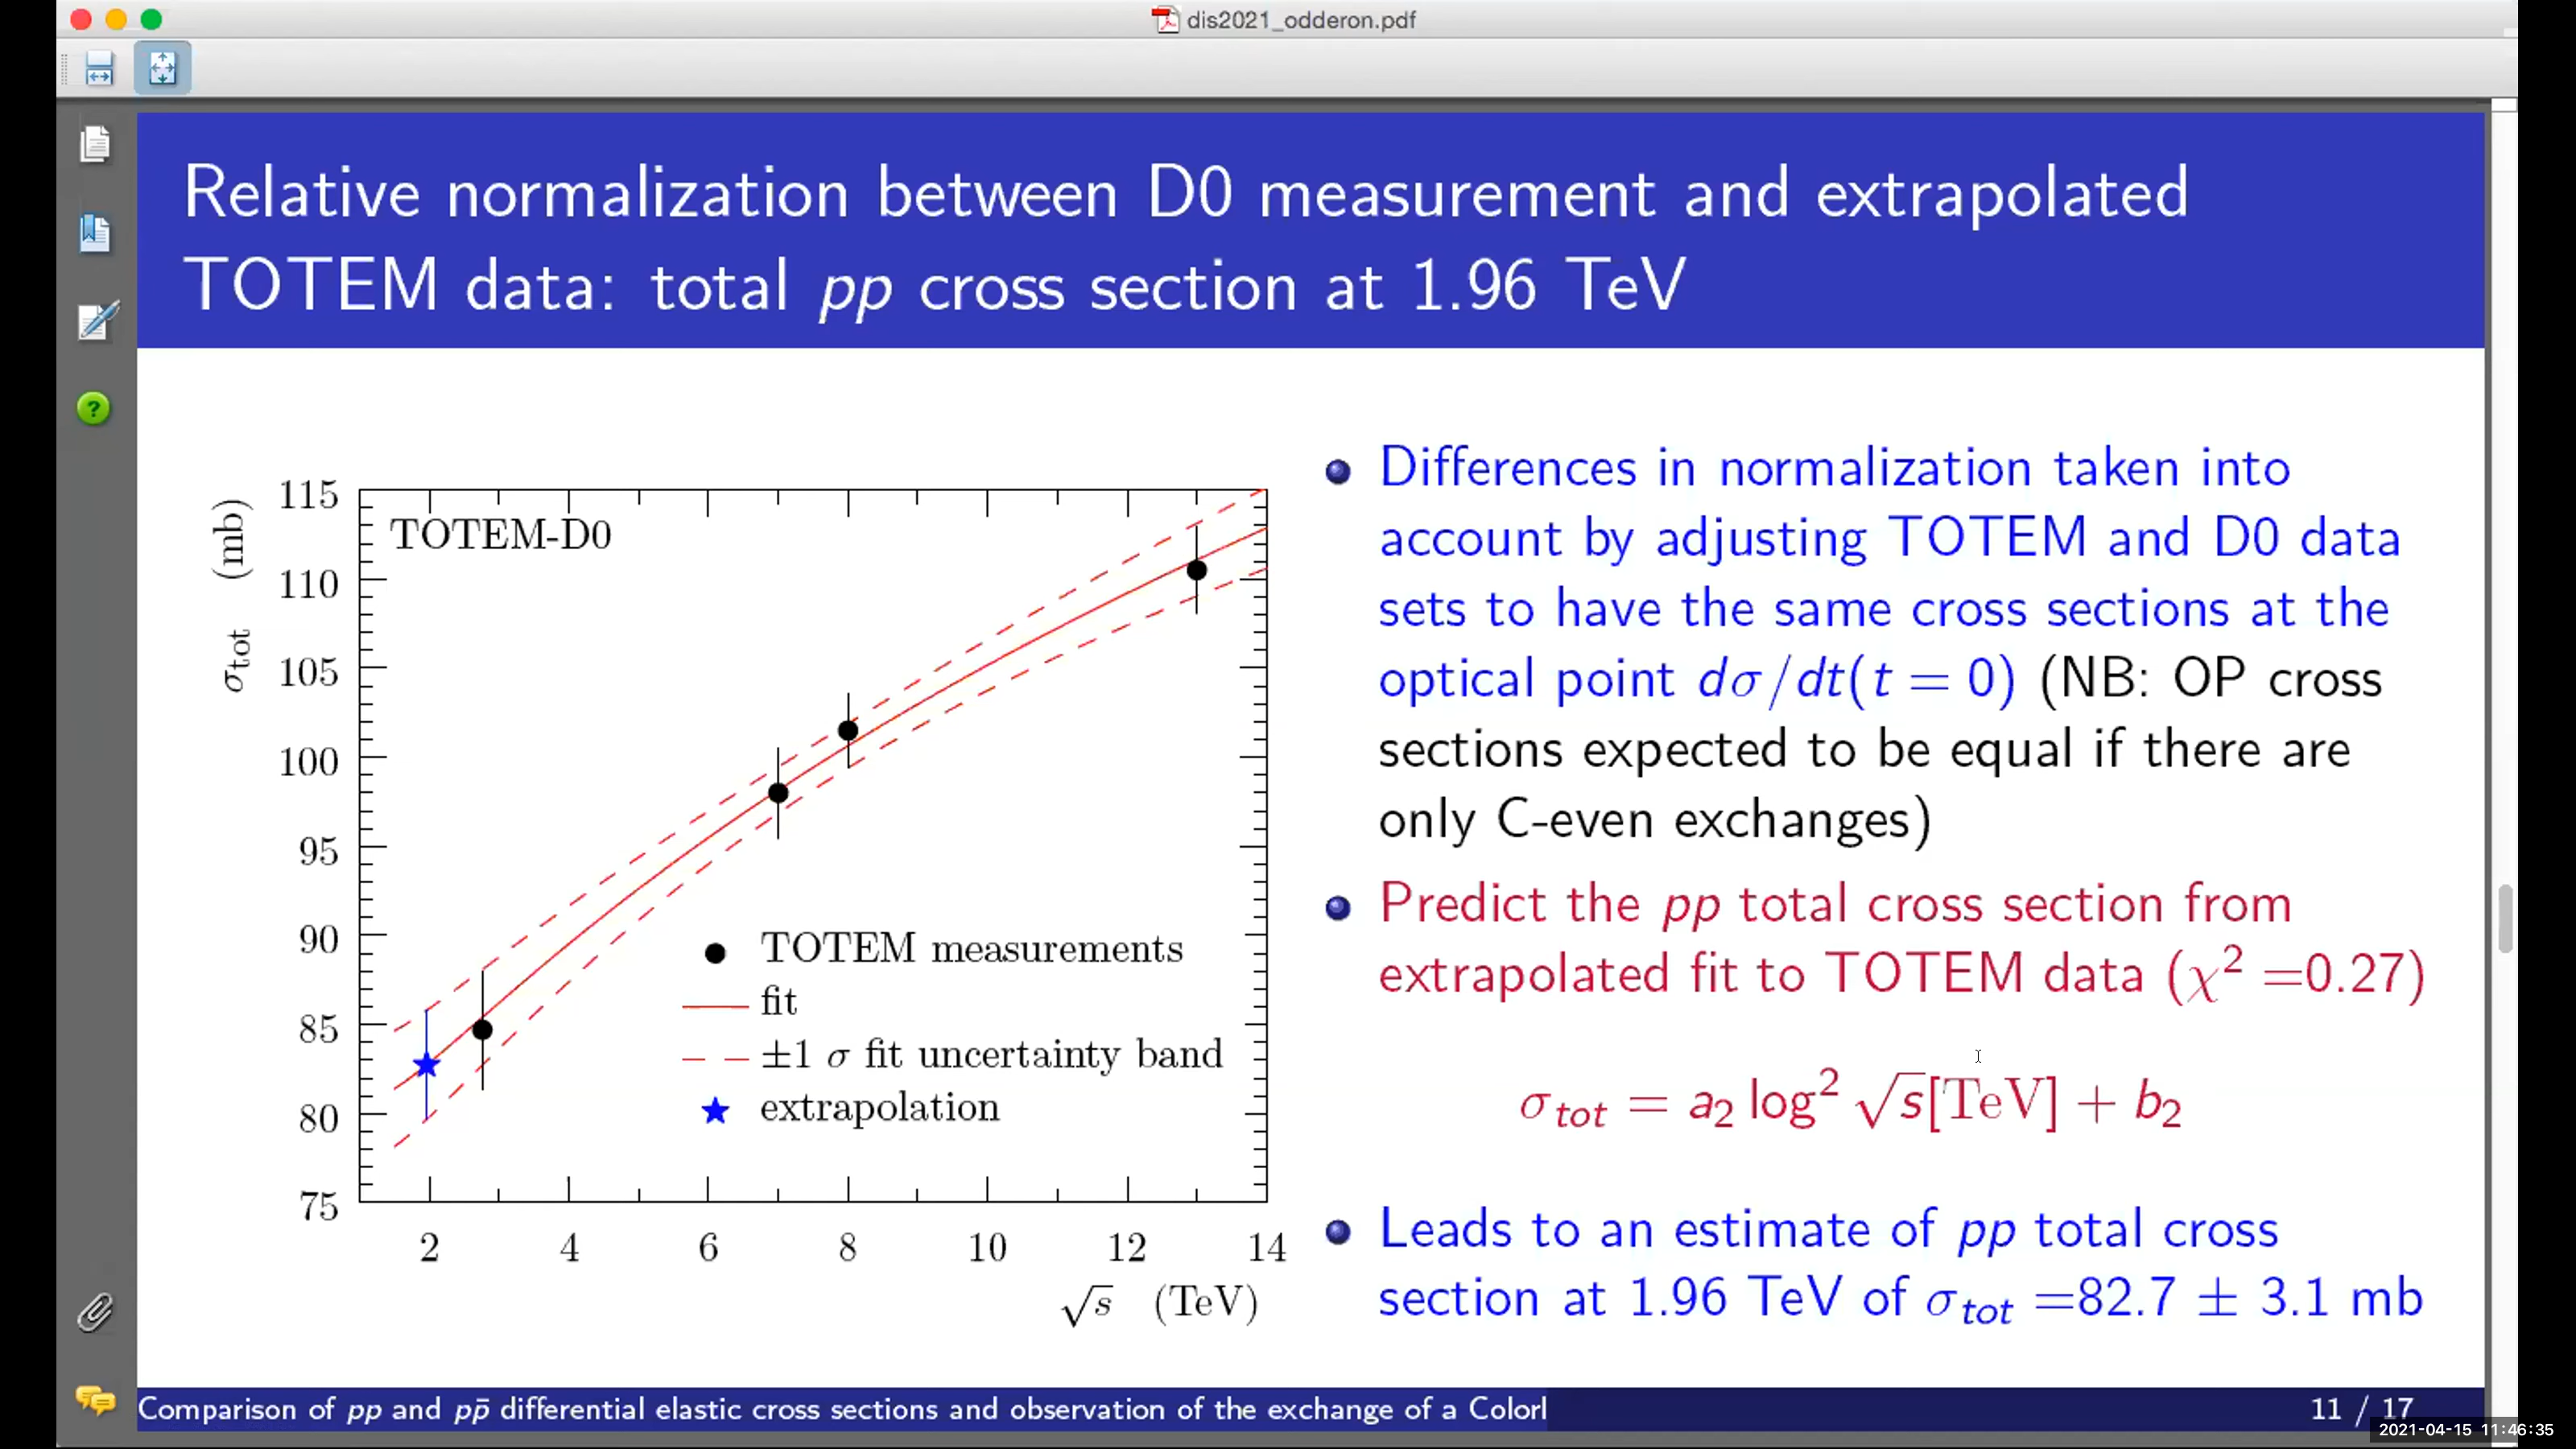 dis2021_odderon.pdf
Relative normalization between D0 measurement and extrapolated
TOTEM data: total pp cross section at 1.96 TeV
σtot (mb)
115
110
105
100
95
90
85
80
75
TOTEM-D0
TOTEM measurements
fit
±1 σ fit uncertainty band
extrapolation
2 4 6 8 10 12 14
√s (TeV)
Differences in normalization taken into
account by adjusting TOTEM and D0 data
sets to have the same cross sections at the
optical point dσ/dt(t = 0) (NB: OP cross
sections expected to be equal if there are
only C-even exchanges)
Predict the pp total cross section from
extrapolated fit to TOTEM data (χ² =0.27)
σtot = a₂ log² √s[TeV] + b₂
Leads to an estimate of pp total cross
section at 1.96 TeV of σtot =82.7 ± 3.1 mb
Comparison of pp and pp̄ differential elastic cross sections and observation of the exchange of a Colorl
11 / 17
2021-04-15 11:46:35